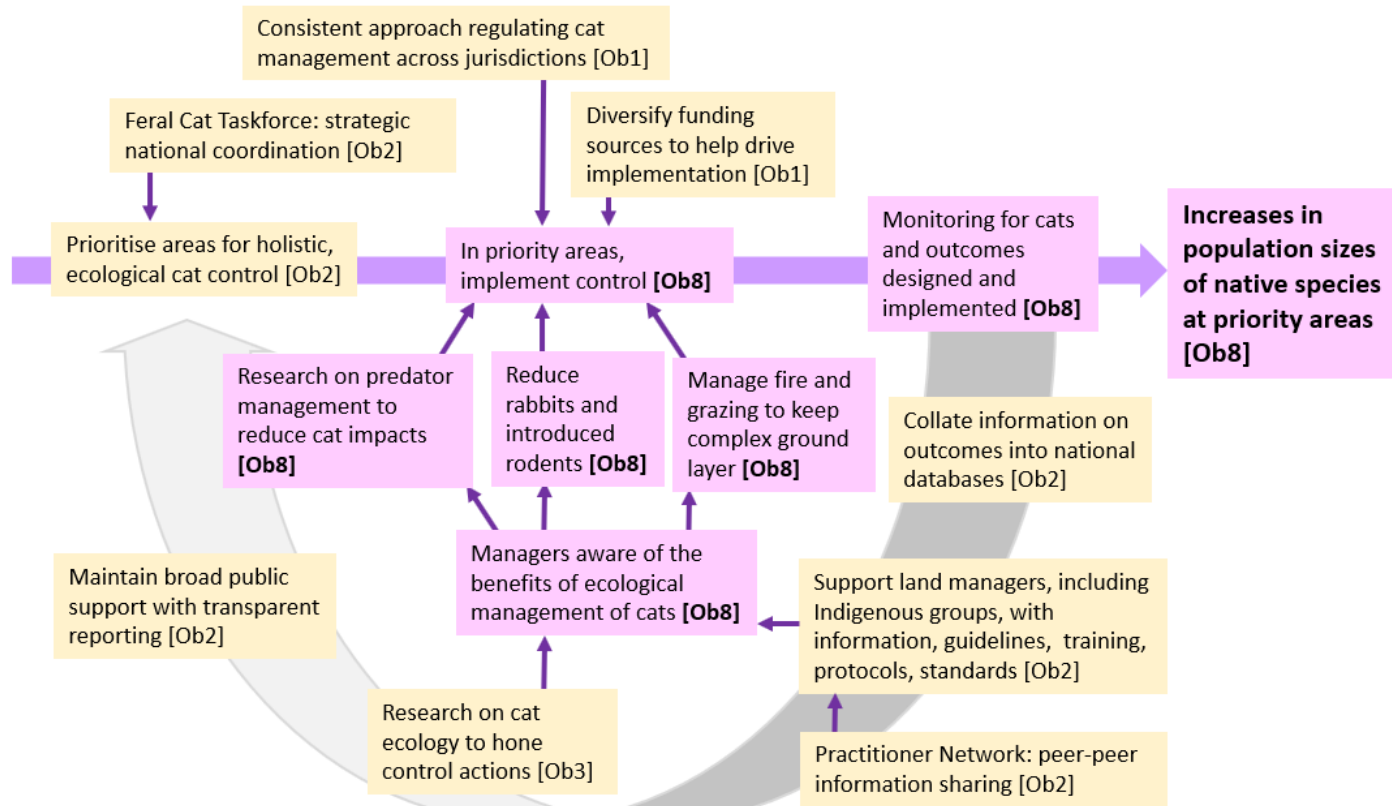 Consistent approach regulating cat
management across jurisdictions [Ob1]
Feral Cat Taskforce: strategic
national coordination [Ob2]
Diversify funding
sources to help drive
implementation [Ob1]
Prioritise areas for holistic,
ecological cat control [Ob2]
In priority areas,
implement control [Ob8]
Monitoring for cats
and outcomes
designed and
implemented [Ob8]
Increases in
population sizes
of native species
at priority areas
[Ob8]
Research on predator
management to
reduce cat impacts
[Ob8]
Reduce
rabbits and
introduced
rodents [Ob8]
Manage fire and
grazing to keep
complex ground
layer [Ob8]
Collate information on
outcomes into national
databases [Ob2]
Managers aware of the
benefits of ecological
management of cats [Ob8]
Maintain broad public
support with transparent
reporting [Ob2]
Support land managers, including
Indigenous groups, with
information, guidelines, training,
protocols, standards [Ob2]
Research on cat
ecology to hone
control actions [Ob3]
Practitioner Network: peer-peer
information sharing [Ob2]